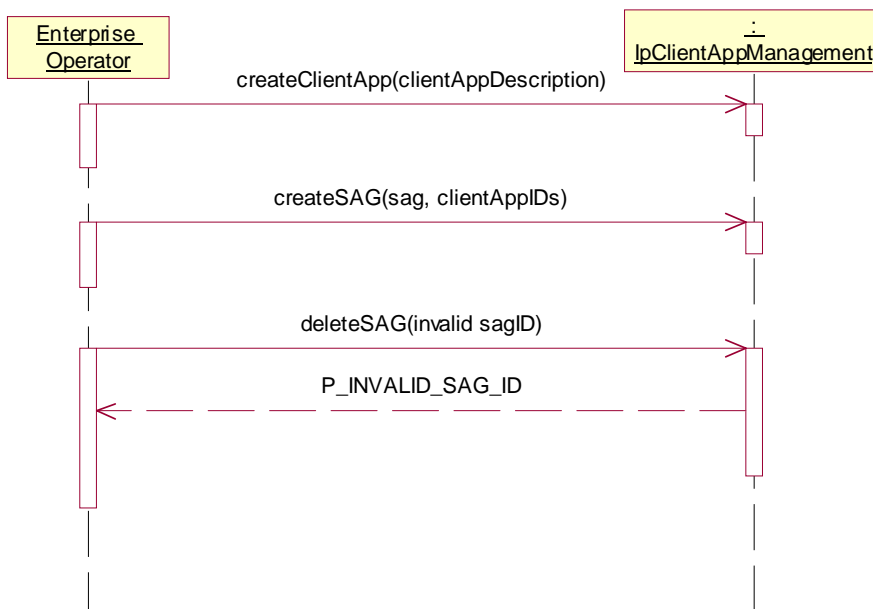 Enterprise
Operator
:
IpClientAppManagement
createClientApp(clientAppDescription)
createSAG(sag, clientAppIDs)
deleteSAG(invalid sagID)
P_INVALID_SAG_ID